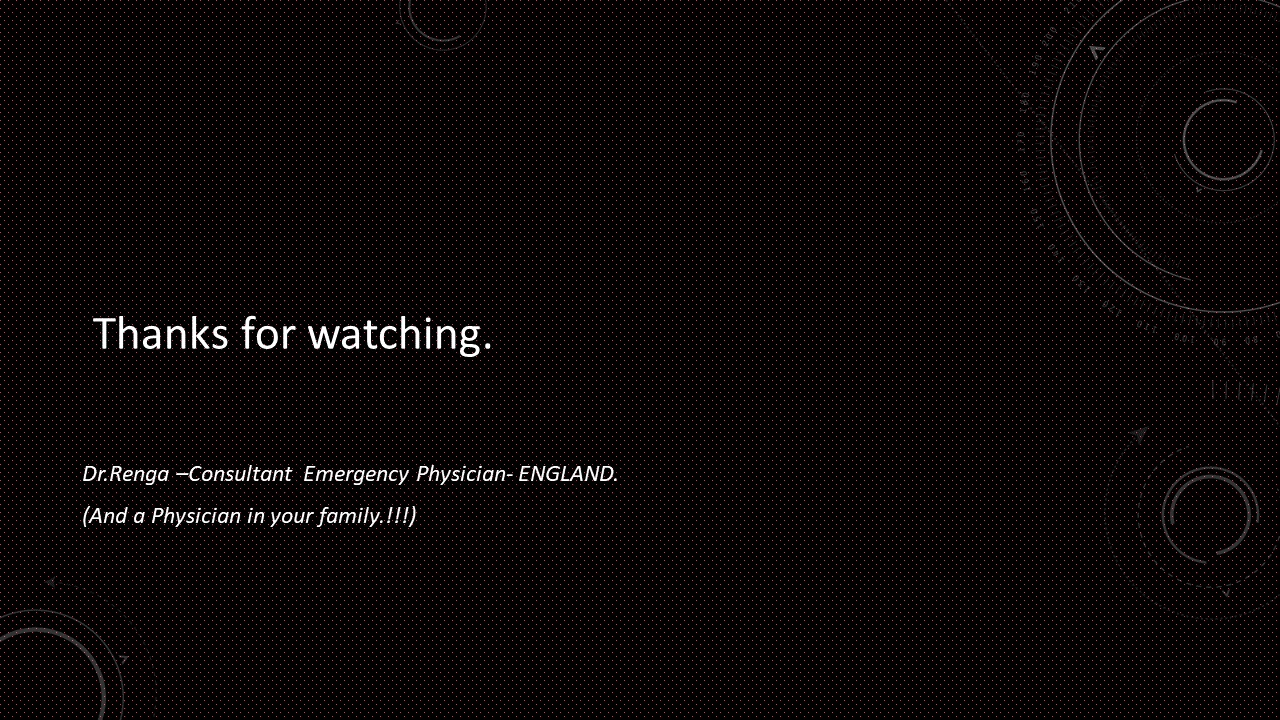 Thanks for watching.
Dr.Renga –Consultant  Emergency Physician- ENGLAND.
(And a Physician in your family.!!!)